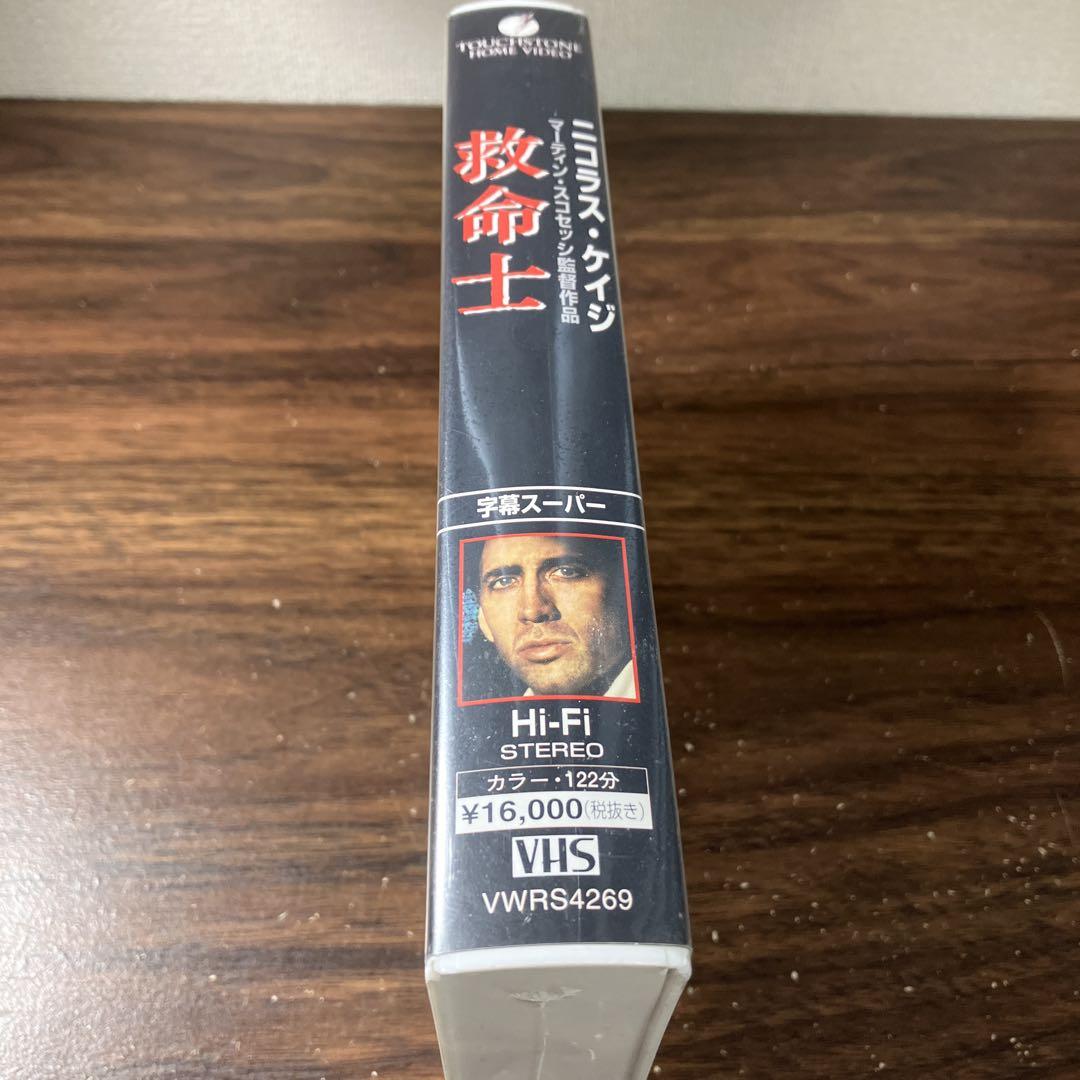 TOUCHSTONE
HOME VIDEO
ニコラス・ケイジ
マーティン・スコセッシ監督作品
救命士
字幕スーパー
Hi-Fi
STEREO
カラー・122分
¥16,000(税抜き)
VHS
VWRS4269